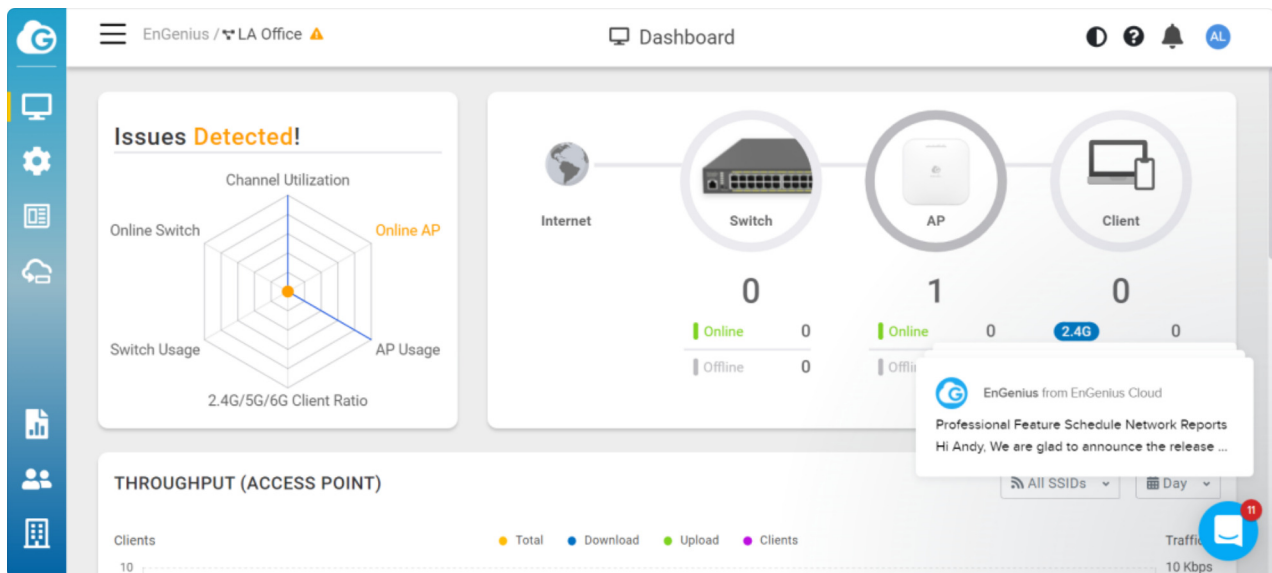 EnGenius / LA Office
Dashboard
AL
Issues Detected!
Channel Utilization
Online Switch
Online AP
Switch Usage
AP Usage
2.4G/5G/6G Client Ratio
Internet
Switch
AP
Client
0
1
0
Online 0
Online 0
2.4G 0
Offline 0
EnGenius from EnGenius Cloud
Professional Feature Schedule Network Reports
Hi Andy, We are glad to announce the release ...
THROUGHPUT (ACCESS POINT)
All SSIDs
Day
11
Clients
Total
Download
Upload
Clients
10
10 Kbps